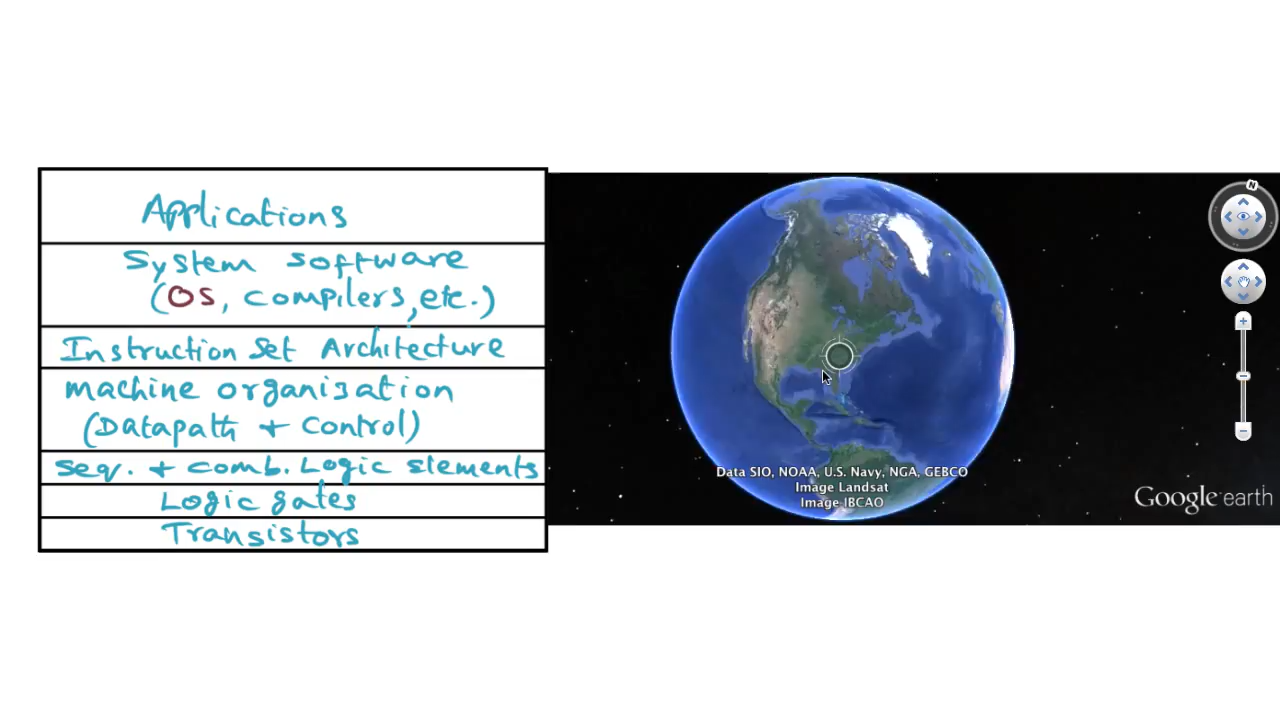 Applications
System software
(OS, compilers, etc.)
Instruction Set Architecture
machine organization
(Datapath + Control)
Seq. + comb. Logic elements
Logic gates
Transistors
N
Data SIO, NOAA, U.S. Navy, NGA, GEBCO
Image Landsat
Image IBCAO
Google earth